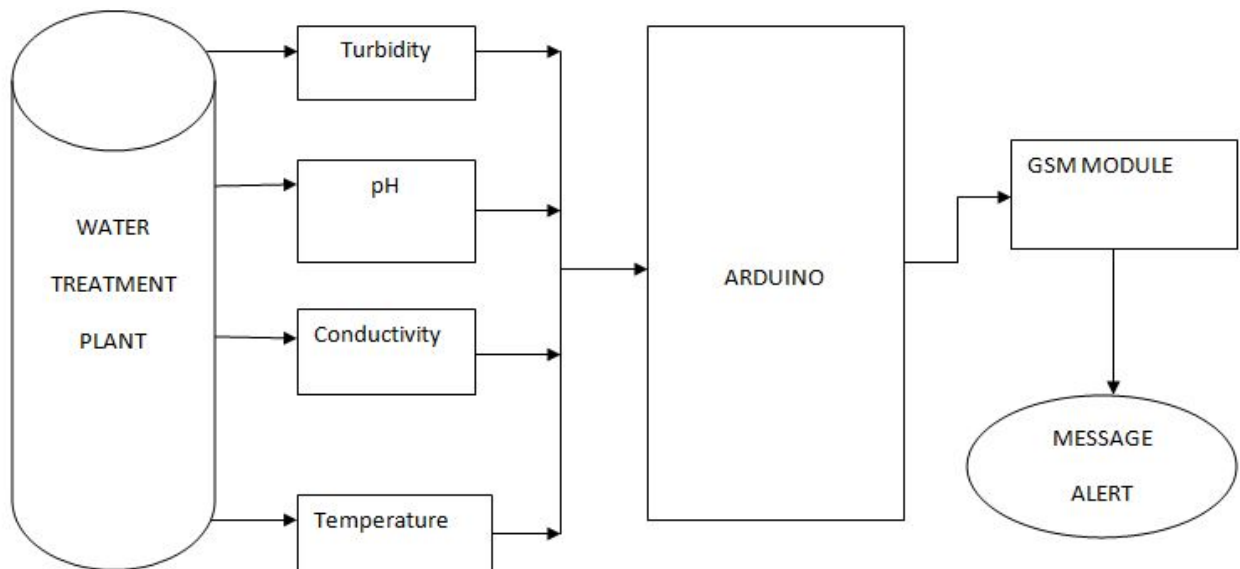 WATER
TREATMENT
PLANT
Turbidity
pH
Conductivity
Temperature
ARDUINO
GSM MODULE
MESSAGE
ALERT